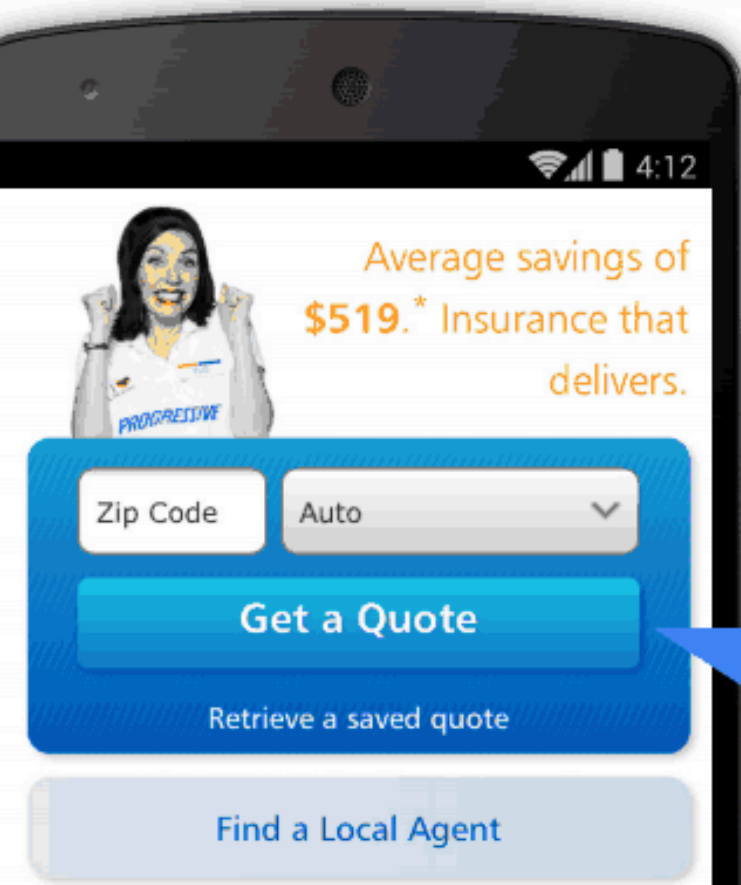 4:12
Average savings of
$519.* Insurance that
delivers.
PROGRESSIVE
Zip Code
Auto
Get a Quote
Retrieve a saved quote
Find a Local Agent